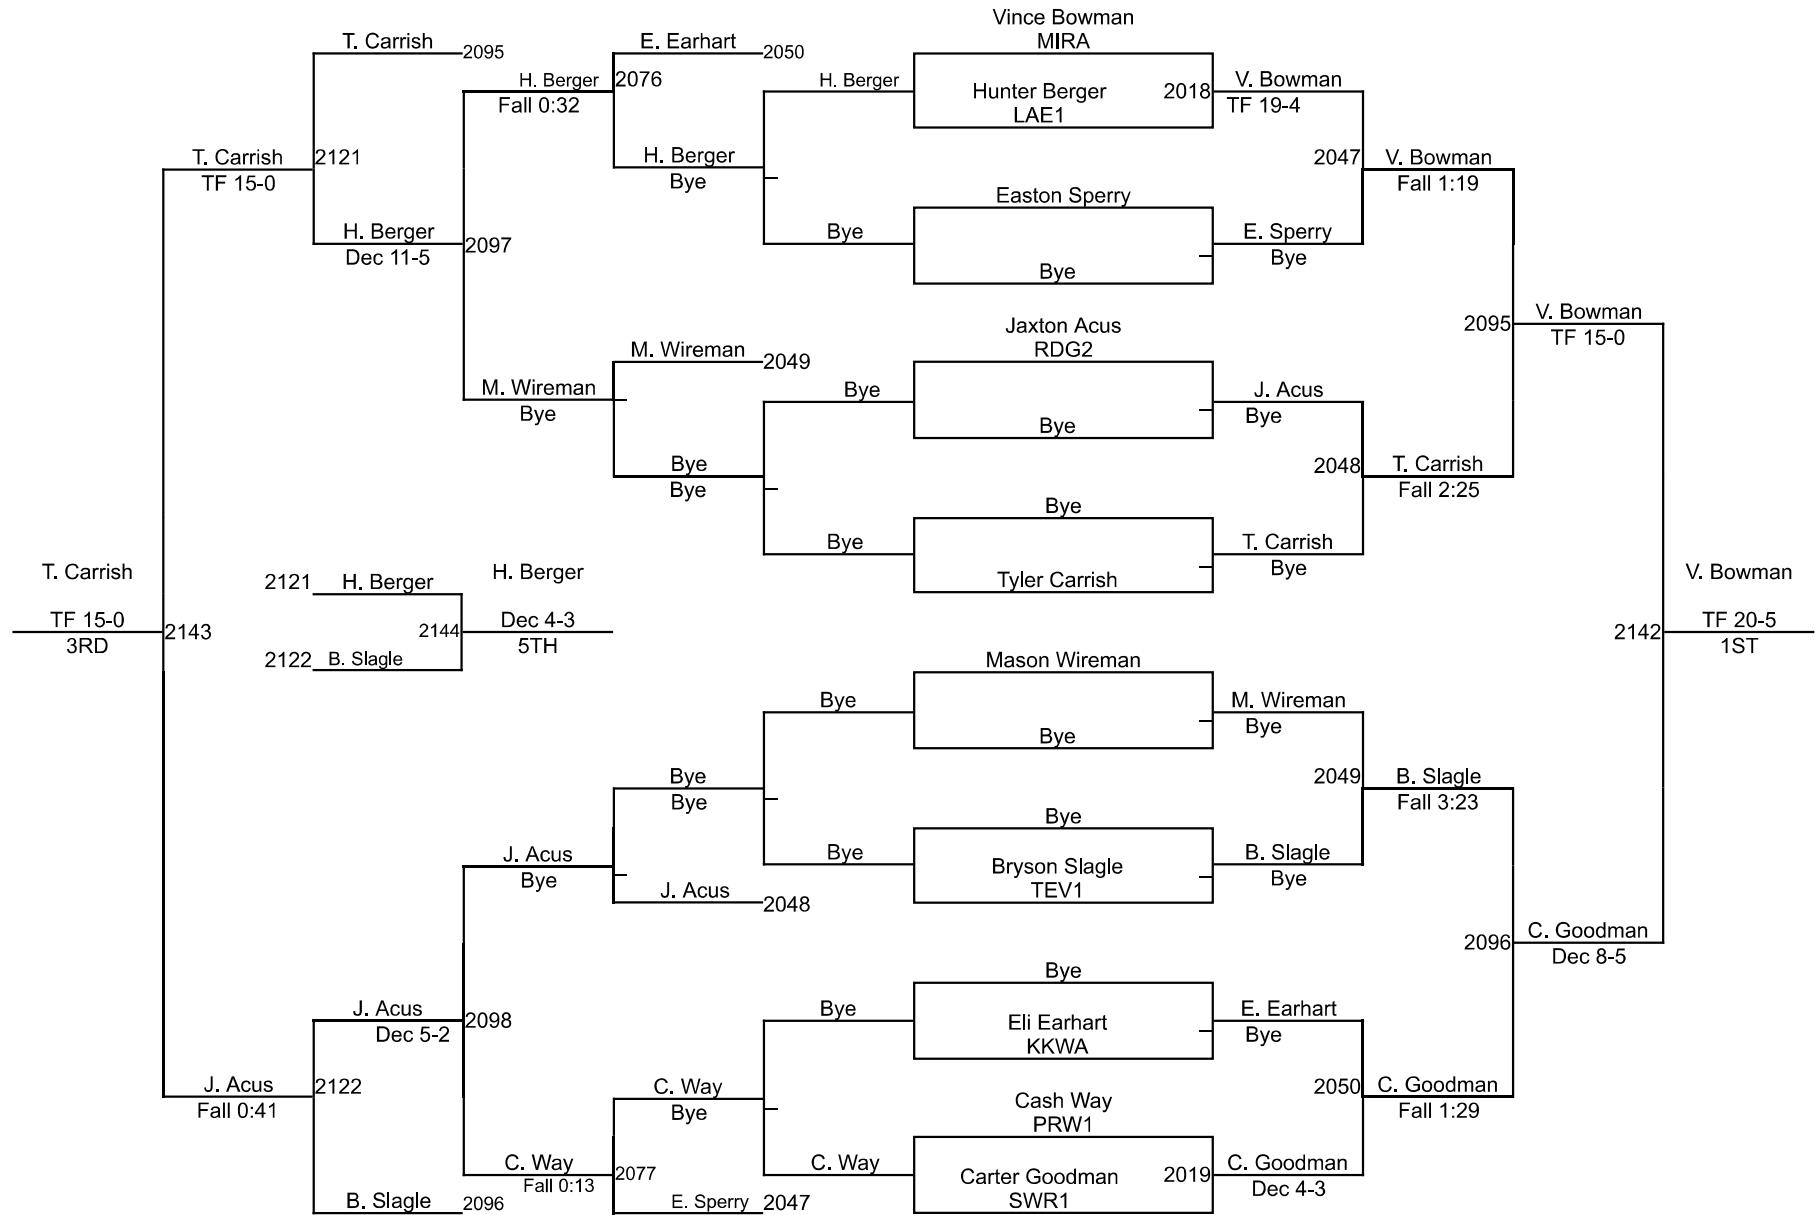 Vince Bowman
MIRA
T. Carrish
2095
E. Earhart
2050
H. Berger
2076
Fall 0:32
H. Berger
Hunter Berger
LAE1
2018
V. Bowman
TF 19-4
T. Carrish
TF 15-0
2121
H. Berger
Bye
2047
V. Bowman
Fall 1:19
Easton Sperry
H. Berger
Dec 11-5
2097
Bye
Bye
E. Sperry
Bye
Jaxton Acus
RDG2
2095
V. Bowman
TF 15-0
M. Wireman
2049
M. Wireman
Bye
Bye
Bye
J. Acus
Bye
Bye
Bye
2048
T. Carrish
Fall 2:25
Bye
Bye
Tyler Carrish
T. Carrish
Bye
T. Carrish
TF 15-0
3RD
2143
2121
H. Berger
2122
B. Slagle
2144
H. Berger
Dec 4-3
5TH
2142
V. Bowman
TF 20-5
1ST
Mason Wireman
Bye
Bye
M. Wireman
Bye
Bye
Bye
2049
B. Slagle
Fall 3:23
Bye
Bye
Bryson Slagle
TEV1
B. Slagle
Bye
J. Acus
Bye
J. Acus
2048
2096
C. Goodman
Dec 8-5
Bye
Bye
Eli Earhart
KKWA
E. Earhart
Bye
J. Acus
Dec 5-2
2098
J. Acus
Fall 0:41
2122
C. Way
Bye
Cash Way
PRW1
2050
C. Goodman
Fall 1:29
C. Way
Fall 0:13
2077
C. Way
Carter Goodman
SWR1
2019
C. Goodman
Dec 4-3
B. Slagle
2096
E. Sperry
2047